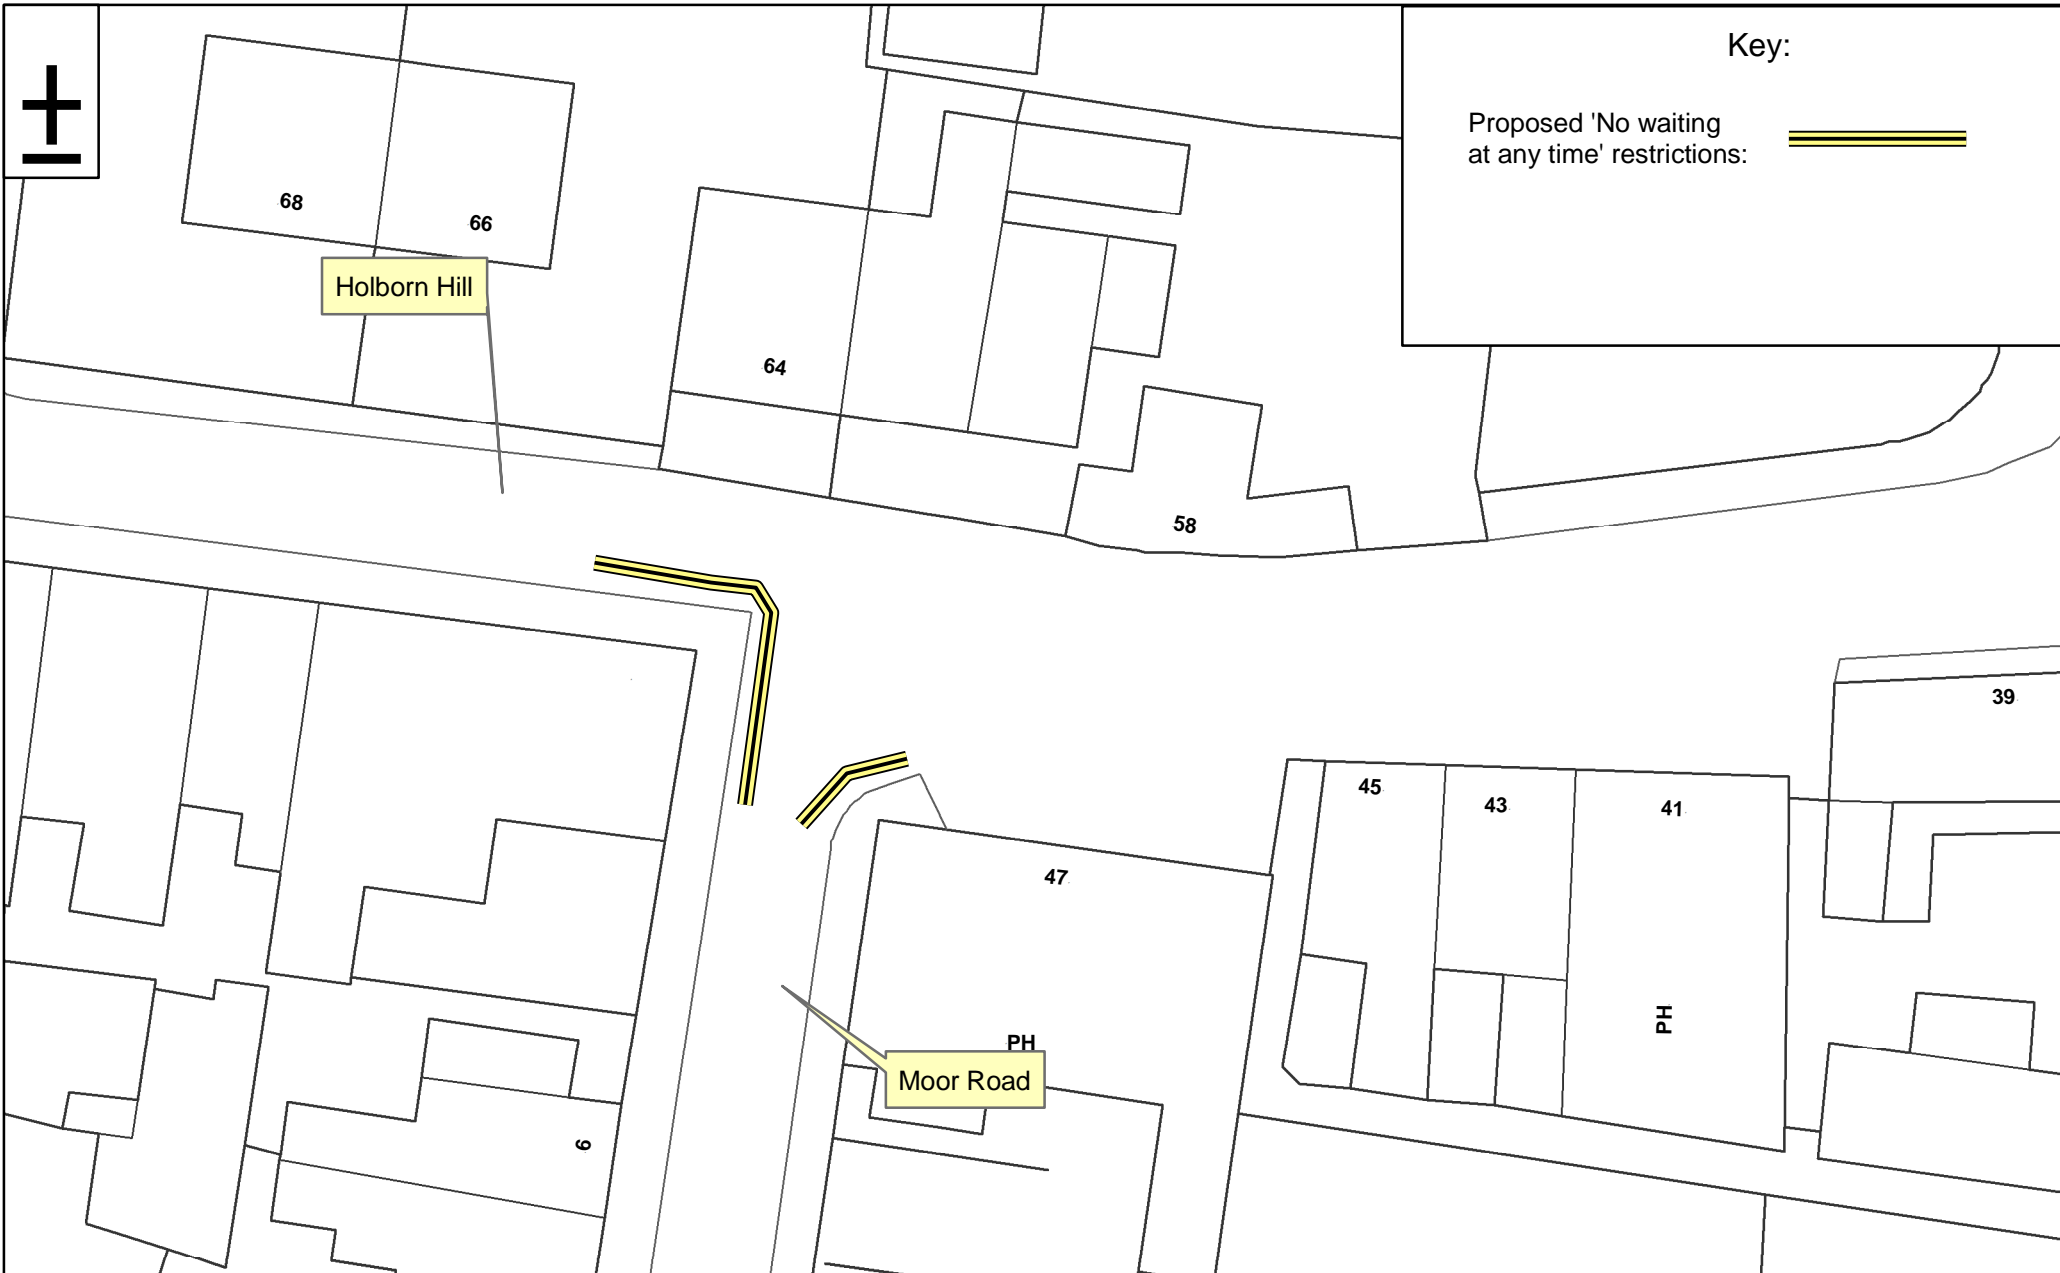 Key:
Proposed 'No waiting
at any time' restrictions:
68
66
Holborn Hill
64
58
39
45
43
41
47
PH
PH
Moor Road
6